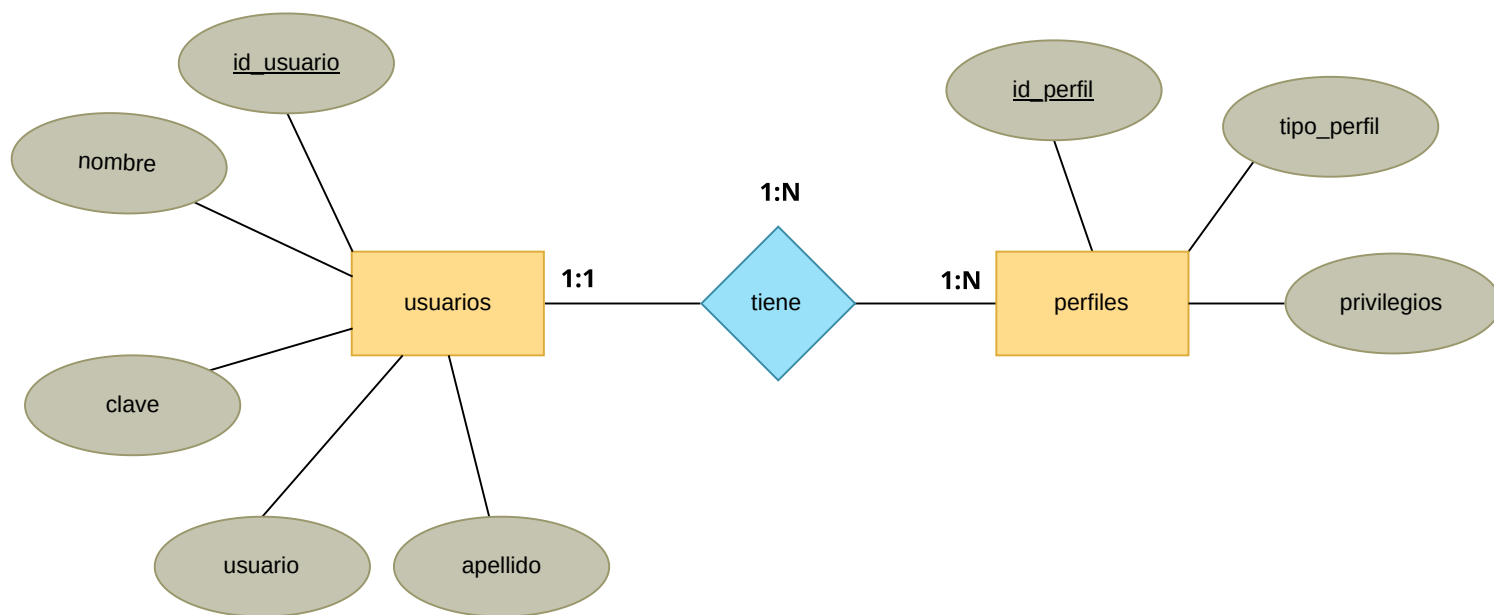 id_usuario
nombre
clave
usuario
apellido
usuarios
1:1
1:N
tiene
1:N
perfiles
id_perfil
tipo_perfil
privilegios